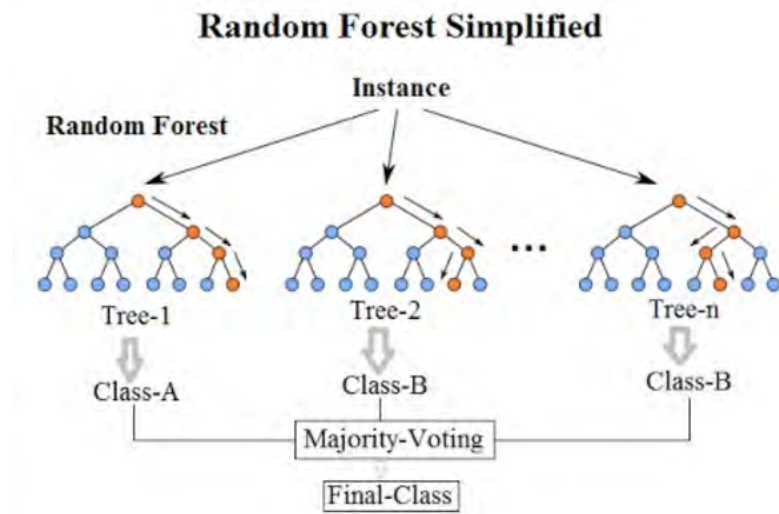 Random Forest Simplified
Instance
Random Forest
...
Tree-1
Tree-2
Tree-n
Class-A
Class-B
Class-B
Majority-Voting
Final-Class